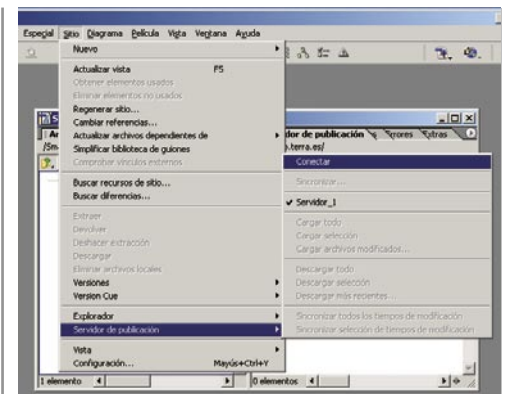 Especial Sitio Diagrama Película Vista Ventana Ayuda
Nuevo
Actualizar vista F5
Obtener elementos usados
Eliminar elementos no usados
Regenerar sitio...
Cambiar referencias...
Actualizar archivos dependientes de
Simplificar biblioteca de guiones
Comprobar vínculos externos
Buscar recursos de sitio...
Buscar diferencias...
Extraer
Devolver
Deshacer extracción
Descargar
Eliminar archivos locales
Versiones
Version Cue
Explorador
Servidor de publicación
Vista
Configuración... Mayús+Ctrl+Y
dor de publicación Errores Extras
.terra.es/
Conectar
Sincronizar...
Servidor_1
Cargar todo
Cargar selección
Cargar archivos modificados...
Descargar todo
Descargar selección
Descargar más recientes...
Sincronizar todos los tiempos de modificación
Sincronizar selección de tiempos de modificación
1 elemento 0 elementos